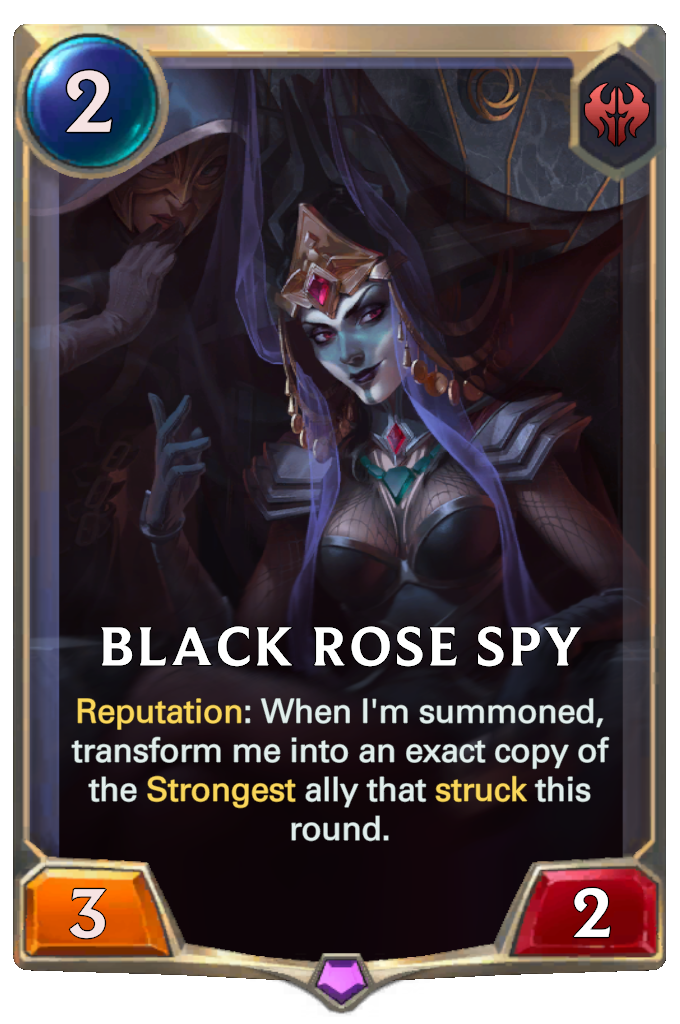 2
BLACK ROSE SPY
Reputation: When I'm summoned,
transform me into an exact copy of
the Strongest ally that struck this
round.
3
2